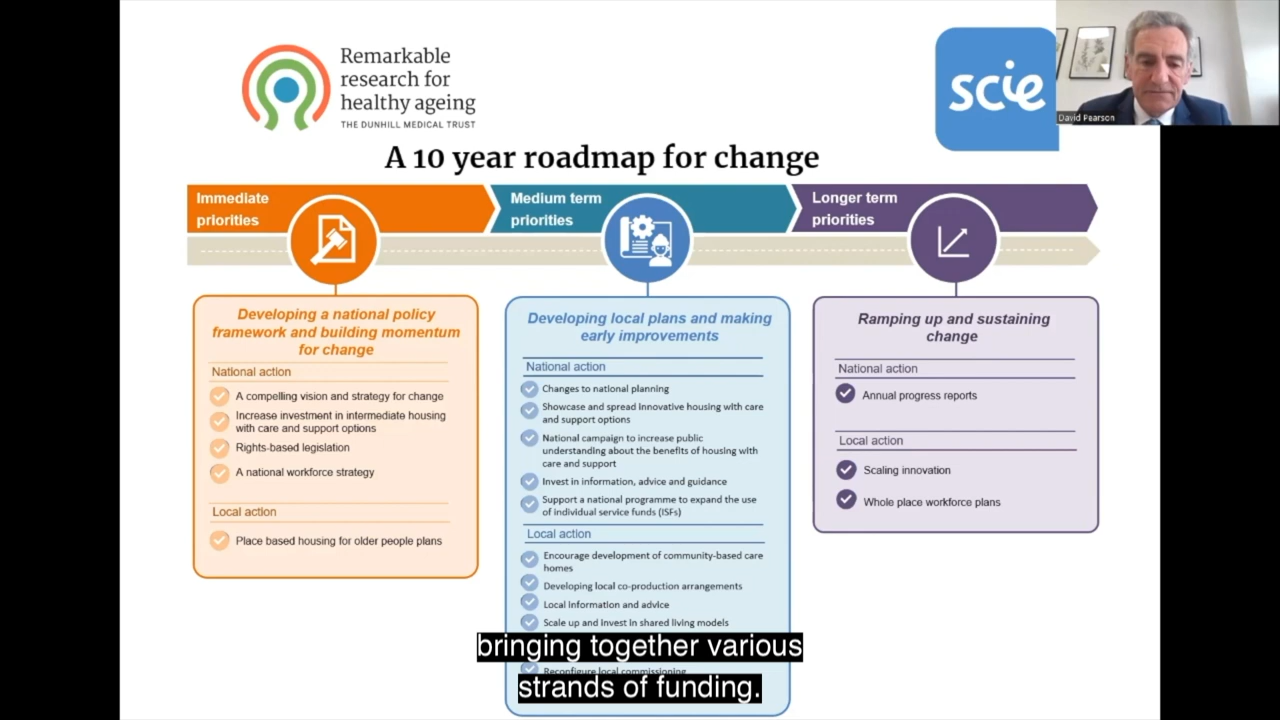 Remarkable
research for
healthy ageing
THE DUNHILL MEDICAL TRUST
scie
David Pearson
A 10 year roadmap for change
Immediate
priorities
Medium term
priorities
Longer term
priorities
Developing a national policy
framework and building momentum
for change
National action
A compelling vision and strategy for change
Increase investment in intermediate housing
with care and support options
Rights-based legislation
A national workforce strategy
Local action
Place based housing for older people plans
Developing local plans and making
early improvements
National action
Changes to national planning
Showcase and spread innovative housing with care
and support options
National campaign to increase public
understanding about the benefits of housing with
care and support
Invest in information, advice and guidance
Support a national programme to expand the use
of individual service funds (ISFs)
Local action
Encourage development of community-based care
homes
Developing local co-production arrangements
Local information and advice
Scale up and invest in shared living models
Reconfigure local commissioning
Ramping up and sustaining
change
National action
Annual progress reports
Local action
Scaling innovation
Whole place workforce plans
bringing together various
strands of funding.